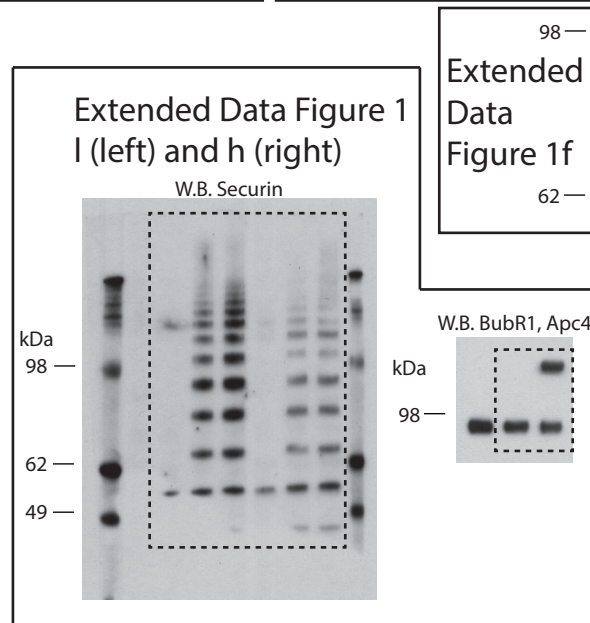 98
Extended
Data
Figure 1f
62
Extended Data Figure 1
l (left) and h (right)
W.B. Securin
kDa
98
62
49
W.B. BubR1, Apc4
kDa
98